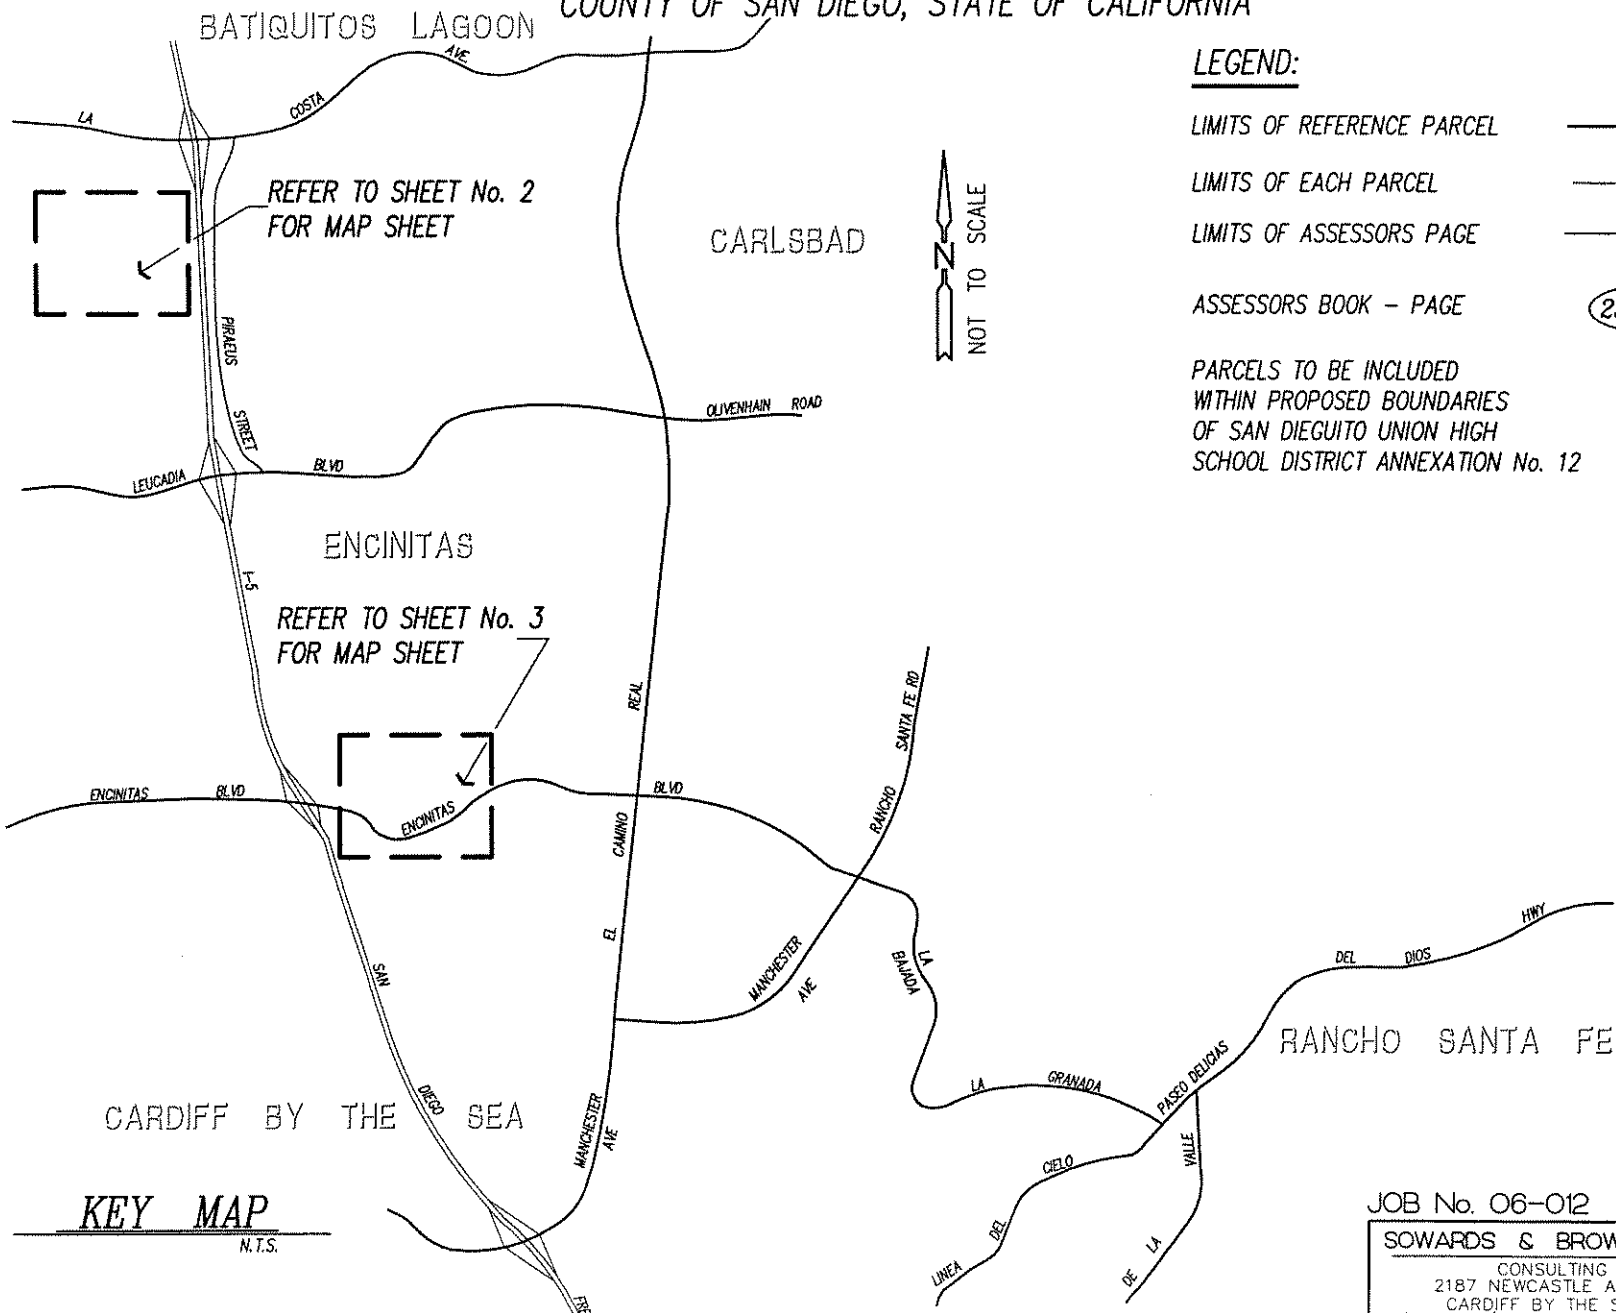 COUNTY OF SAN DIEGO, STATE OF CALIFORNIA
BATIQUITOS LAGOON
LA COSTA AVE.
LEGEND:
LIMITS OF REFERENCE PARCEL
LIMITS OF EACH PARCEL
LIMITS OF ASSESSORS PAGE
ASSESSORS BOOK - PAGE
PARCELS TO BE INCLUDED
WITHIN PROPOSED BOUNDARIES
OF SAN DIEGUITO UNION HIGH
SCHOOL DISTRICT ANNEXATION No. 12
REFER TO SHEET No. 2
FOR MAP SHEET
CARLSBAD
N
NOT TO SCALE
PIRAEUS STREET
OLIVENHAIN ROAD
LEUCADIA BLVD
ENCINITAS
I-5
REFER TO SHEET No. 3
FOR MAP SHEET
EL CAMINO REAL
RANCHO SANTA FE RD
ENCINITAS BLVD
ENCINITAS
BLVD
MANCHESTER AVE
LA BAJADA
DEL DIOS HWY
RANCHO SANTA FE
SAN DIEGO
CARDIFF BY THE SEA
MANCHESTER AVE
LA GRANADA
PASEO DELICIAS
LINEA DEL CIELO
VALLE
DE LA
KEY MAP
N.T.S.
JOB No. 06-012
SOWARDS & BROW
CONSULTING
2187 NEWCASTLE A
CARDIFF BY THE S